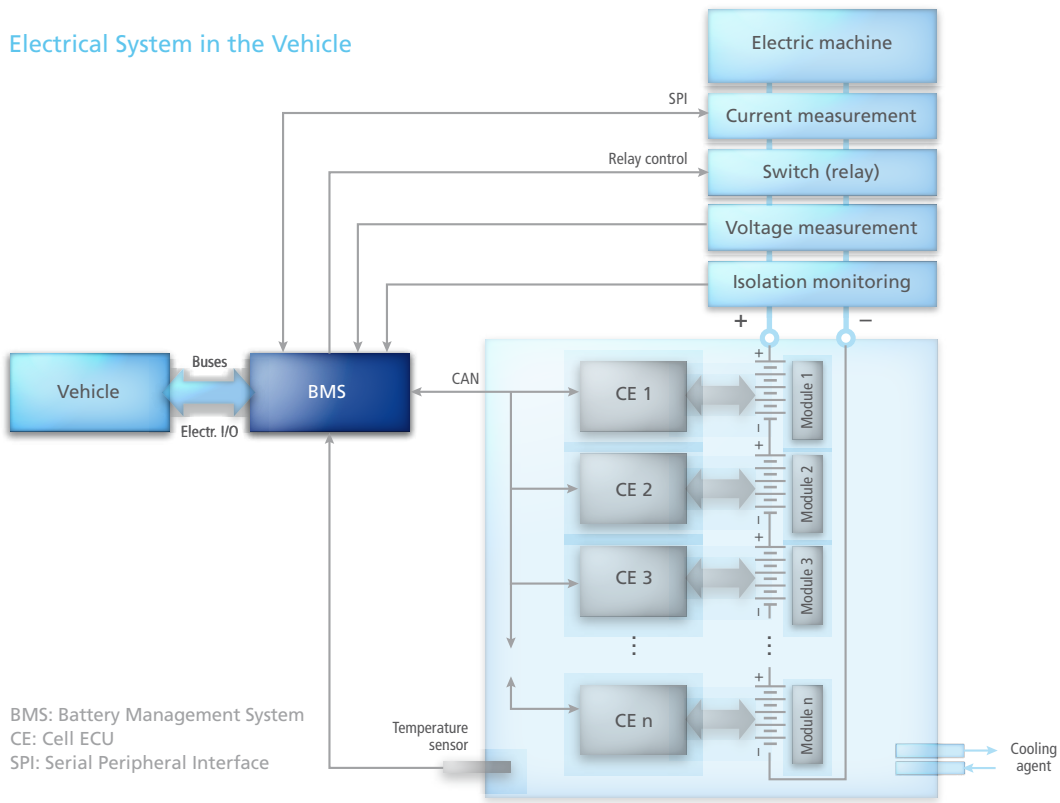 Electrical System in the Vehicle
Electric machine
SPI
Current measurement
Relay control
Switch (relay)
Voltage measurement
Isolation monitoring
+
−
Vehicle
Buses
Electr. I/O
BMS
CAN
CE 1
+
−
Module 1
CE 2
+
−
Module 2
CE 3
+
−
Module 3
⋮
⋮
CE n
+
−
Module n
Temperature
sensor
Cooling
agent
BMS: Battery Management System
CE: Cell ECU
SPI: Serial Peripheral Interface